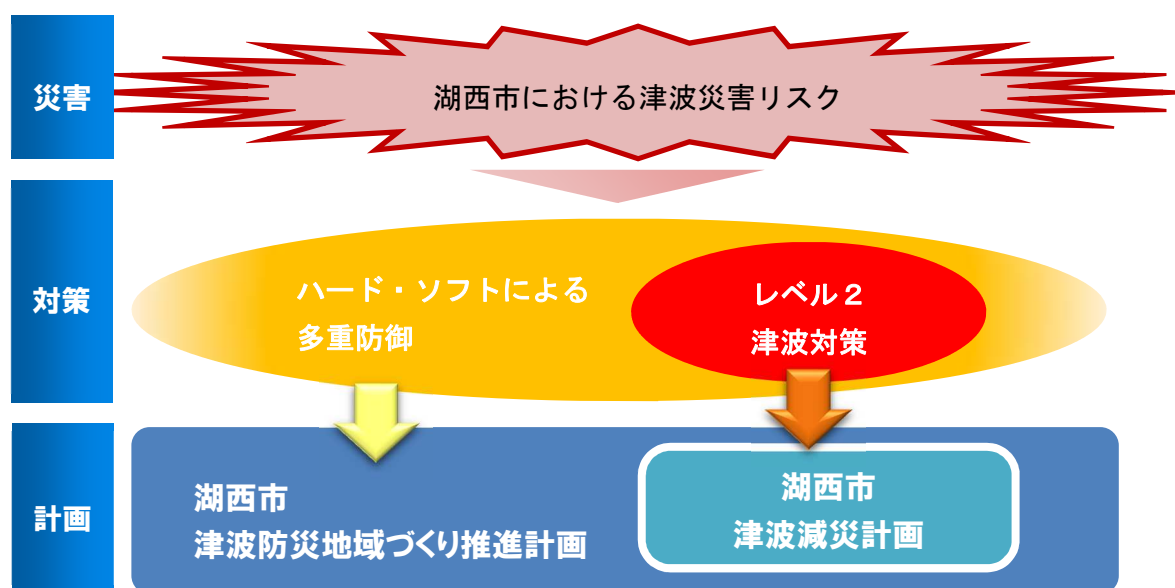 災害
湖西市における津波災害リスク
対策
ハード・ソフトによる
多重防御
レベル２
津波対策
計画
湖西市
津波防災地域づくり推進計画
湖西市
津波減災計画